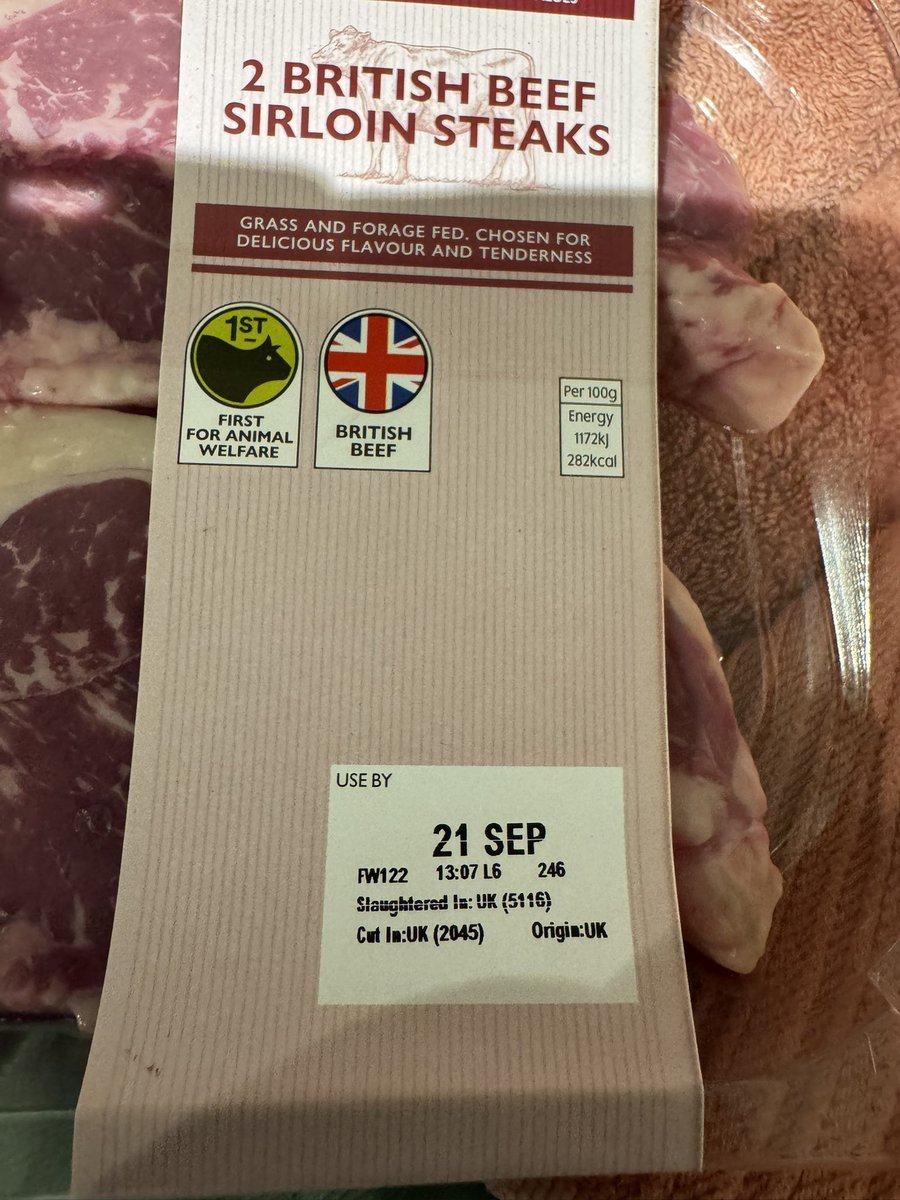 2 BRITISH BEEF
SIRLOIN STEAKS
GRASS AND FORAGE FED. CHOSEN FOR
DELICIOUS FLAVOUR AND TENDERNESS
1ST
FIRST
FOR ANIMAL
WELFARE
BRITISH
BEEF
Per 100g
Energy
1172kJ
282kcal
USE BY
21 SEP
FW122 13:07 L6 246
Slaughtered In: UK (5116)
Cut In:UK (2045) Origin:UK